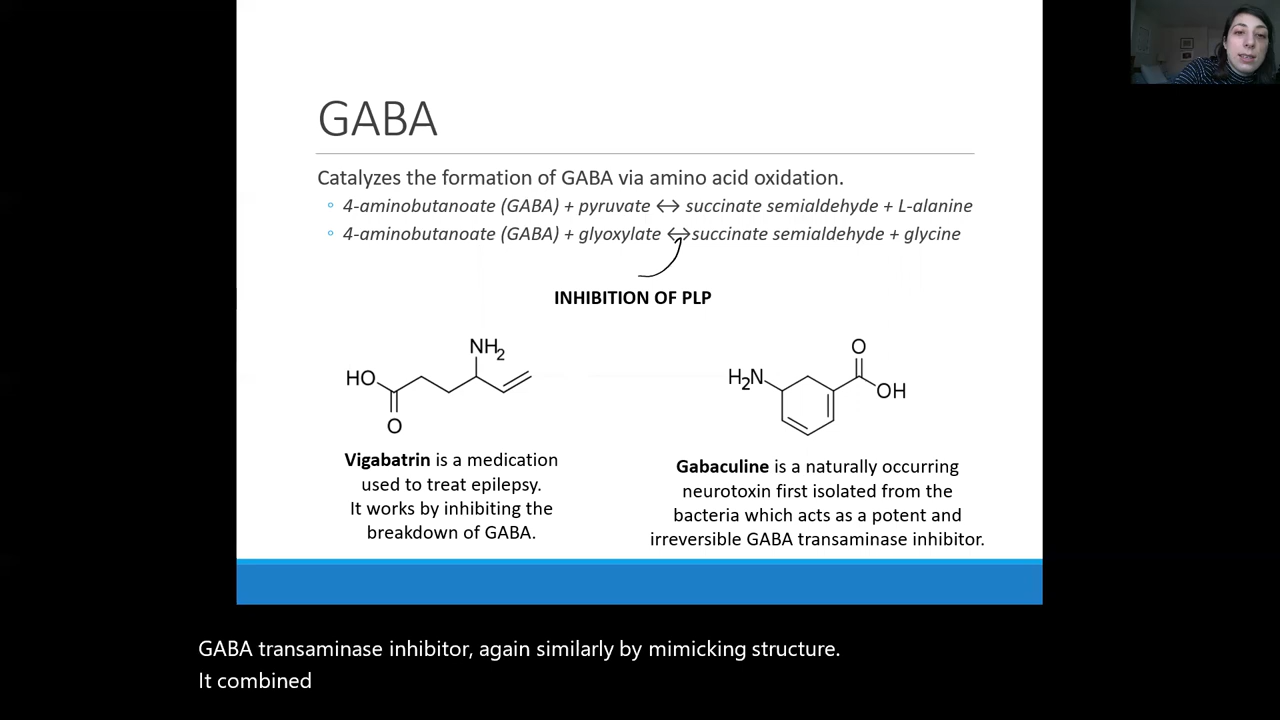 GABA
Catalyzes the formation of GABA via amino acid oxidation.
◦ 4-aminobutanoate (GABA) + pyruvate ↔ succinate semialdehyde + L-alanine
◦ 4-aminobutanoate (GABA) + glyoxylate ↔succinate semialdehyde + glycine
INHIBITION OF PLP
NH2
HO
O
O
H2N
OH
Vigabatrin is a medication
used to treat epilepsy.
It works by inhibiting the
breakdown of GABA.
Gabaculine is a naturally occurring
neurotoxin first isolated from the
bacteria which acts as a potent and
irreversible GABA transaminase inhibitor.
GABA transaminase inhibitor, again similarly by mimicking structure.
It combined